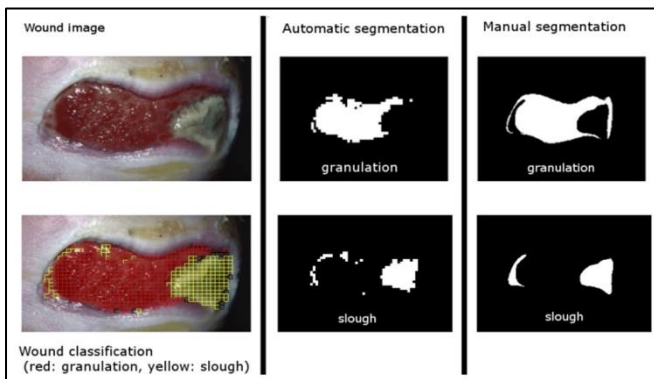 Wound image
Automatic segmentation
Manual segmentation
granulation
granulation
slough
slough
Wound classification
(red: granulation, yellow: slough)